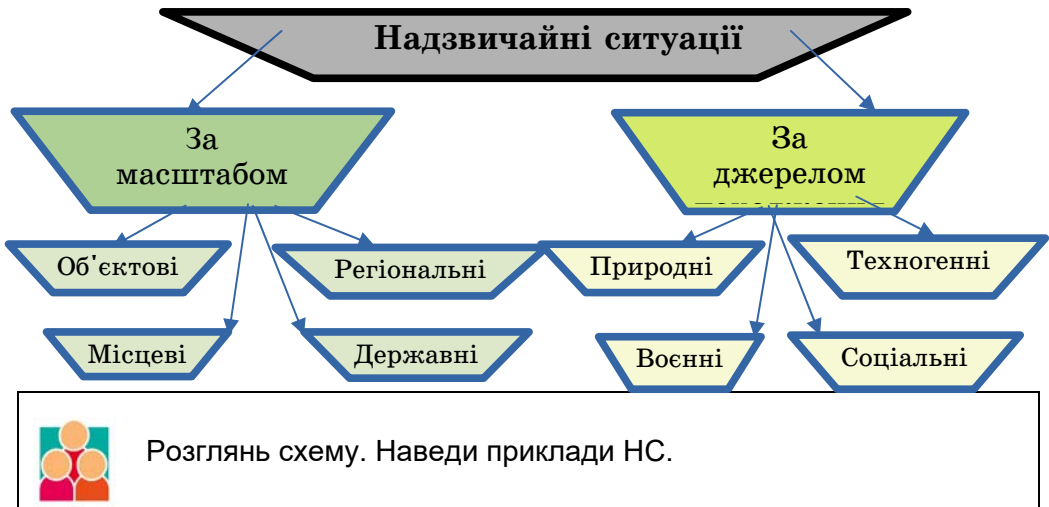 Надзвичайні ситуації
За
масштабом
За
джерелом
Об'єктові
Регіональні
Природні
Техногенні
Місцеві
Державні
Воєнні
Соціальні
Розглянь схему. Наведи приклади НС.